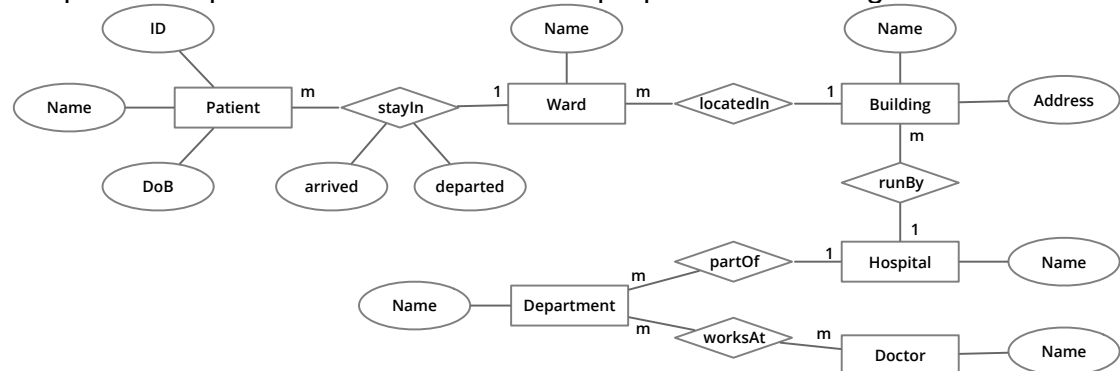 ID
Name
Name
Name
Patient
m
stayIn
1
Ward
m
locatedIn
1
Building
Address
m
DoB
arrived
departed
runBy
1
partOf
1
Hospital
Name
m
Name
Department
m
worksAt
m
Doctor
Name